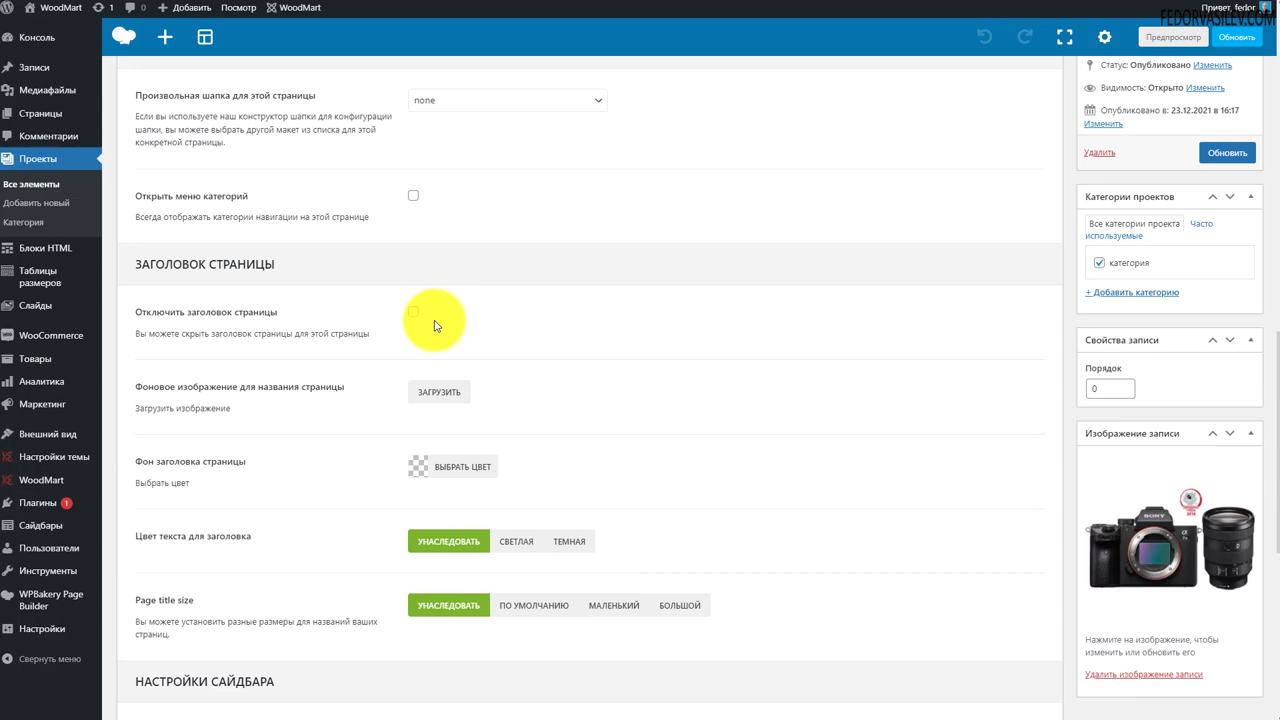 WoodMart
1
0
Добавить
Посмотр
WoodMart
Привет, fedor
FEDORVASILEV.COM
Консоль
Записи
Медиафайлы
Страницы
Комментарии
Проекты
Все элементы
Добавить новый
Категория
Блоки HTML
Таблицы
размеров
Слайды
WooCommerce
Товары
Аналитика
Маркетинг
Внешний вид
Настройки темы
WoodMart
Плагины 1
Сайдбары
Пользователи
Инструменты
WPBakery Page
Builder
Настройки
Свернуть меню
Предпросмотр
Обновить
Произвольная шапка для этой страницы
none
Если вы используете наш конструктор шапки для конфигурации
шапки, вы можете выбрать другой макет из списка для этой
конкретной страницы.
Открыть меню категорий
Всегда отображать категории навигации на этой странице
ЗАГОЛОВОК СТРАНИЦЫ
Отключить заголовок страницы
Вы можете скрыть заголовок страницы для этой страницы
Фоновое изображение для названия страницы
ЗАГРУЗИТЬ
Загрузить изображение
Фон заголовка страницы
ВЫБРАТЬ ЦВЕТ
Выбрать цвет
Цвет текста для заголовка
УНАСЛЕДОВАТЬ СВЕТЛАЯ ТЕМНАЯ
Page title size
УНАСЛЕДОВАТЬ ПО УМОЛЧАНИЮ МАЛЕНЬКИЙ БОЛЬШОЙ
Вы можете установить разные размеры для названий ваших
страниц.
НАСТРОЙКИ САЙДБАРА
Статус: Опубликовано Изменить
Видимость: Открыто Изменить
Опубликовано в: 23.12.2021 в 16:17
Изменить
Удалить
Обновить
Категории проектов
Все категории проекта Часто
используемые
категория
+ Добавить категорию
Свойства записи
Порядок
0
Изображение записи
SONY
Нажмите на изображение, чтобы
изменить или обновить его
Удалить изображение записи